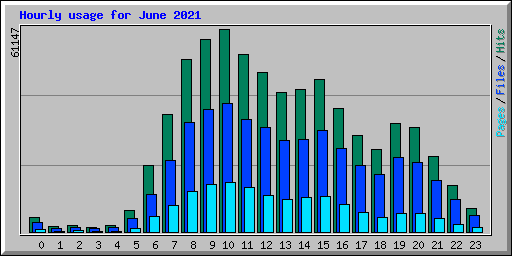 Hourly usage for June 2021
61147
Pages/Files/Hits
0 1 2 3 4 5 6 7 8 9 10 11 12 13 14 15 16 17 18 19 20 21 22 23